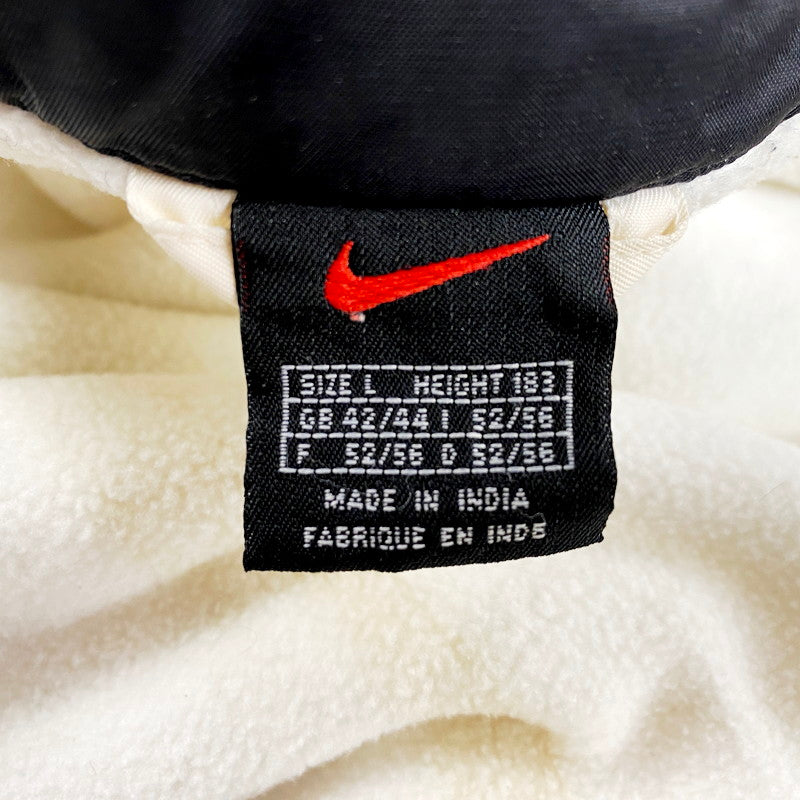 SIZE L HEIGHT 183
GB 42/44 I 52/56
F 52/56 D 52/56
MADE IN INDIA
FABRIQUE EN INDE